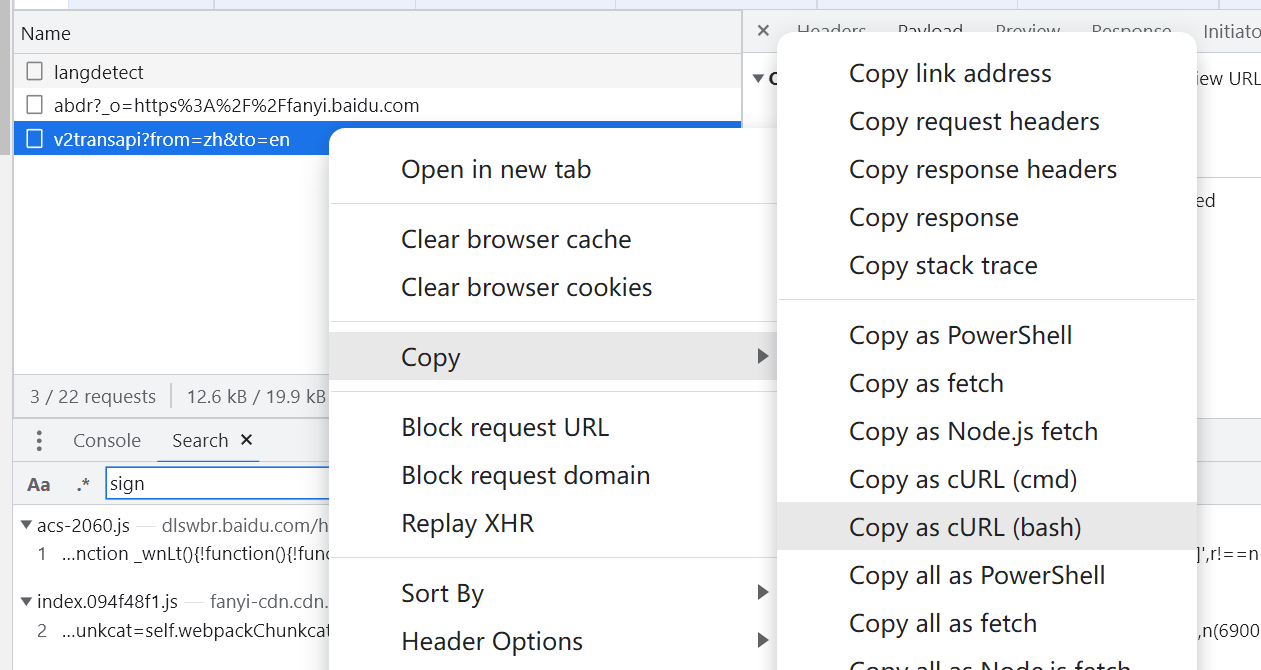 Name
langdetect
abdr?_o=https%3A%2F%2Ffanyi.baidu.com
v2transapi?from=zh&to=en
3 / 22 requests
12.6 kB / 19.9 kB
Console
Search
Aa
.*
sign
acs-2060.js — dlswbr.baidu.com/h
1 ...nction _wnLt(){!function(){!func
]',r!==n
index.094f48f1.js — fanyi-cdn.cdn.
2 ...unkcat=self.webpackChunkcat
,n(6900
Headers
Payload
Preview
Response
Initiato
iew URL
ed
Open in new tab
Clear browser cache
Clear browser cookies
Copy
Block request URL
Block request domain
Replay XHR
Sort By
Header Options
Copy link address
Copy request headers
Copy response headers
Copy response
Copy stack trace
Copy as PowerShell
Copy as fetch
Copy as Node.js fetch
Copy as cURL (cmd)
Copy as cURL (bash)
Copy all as PowerShell
Copy all as fetch
Copy all as Node.js fetch